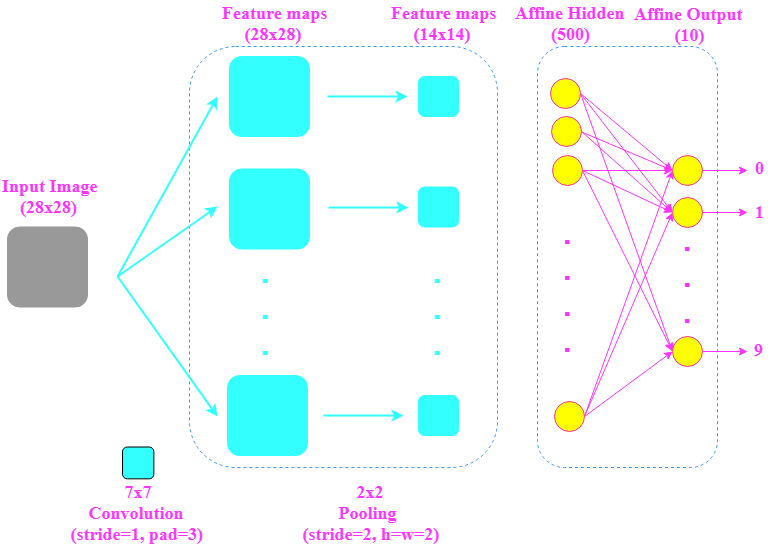 Feature maps
(28x28)
Feature maps
(14x14)
Affine Hidden
(500)
Affine Output
(10)
Input Image
(28x28)
0
1
9
7x7
Convolution
(stride=1, pad=3)
2x2
Pooling
(stride=2, h=w=2)